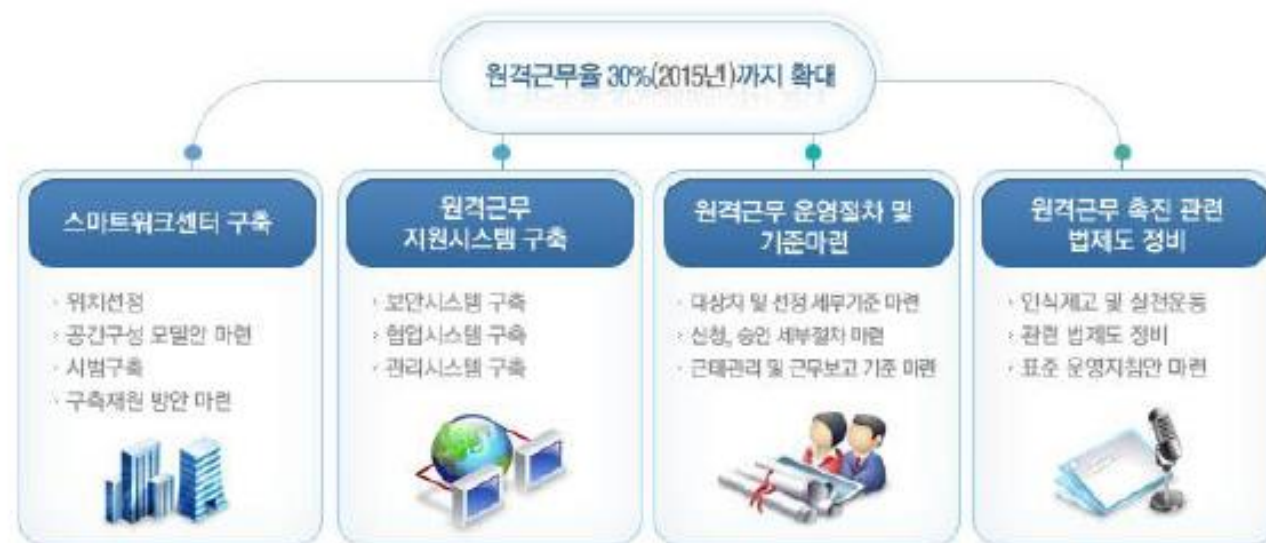 원격근무율 30%(2015년)까지 확대
스마트워크센터 구축
· 위치선정
· 공간구성 모델안 마련
· 시범구축
· 구축재원 방안 마련
원격근무
지원시스템 구축
· 보안시스템 구축
· 협업시스템 구축
· 관리시스템 구축
원격근무 운영절차 및
기준마련
· 대상자 및 선정 세부기준 마련
· 신청, 승인 세부절차 마련
· 근태관리 및 근무보고 기준 마련
원격근무 촉진 관련
법제도 정비
· 인식제고 및 실천운동
· 관련 법제도 정비
· 표준 운영지침안 마련